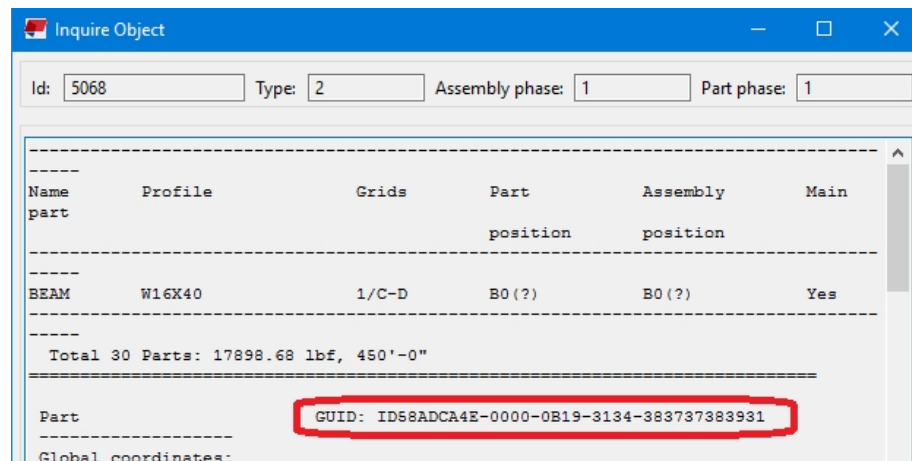 Inquire Object
Id: 5068 Type: 2 Assembly phase: 1 Part phase: 1
--------------------------------------------------------------------------------
-----
Name Profile Grids Part Assembly Main
part
position position
--------------------------------------------------------------------------------
-----
BEAM W16X40 1/C-D B0(?) B0(?) Yes
--------------------------------------------------------------------------------
-----
Total 30 Parts: 17898.68 lbf, 450'-0"
================================================================================
Part GUID: ID58ADCA4E-0000-0B19-3134-383737383931
-------------------
Global coordinates: